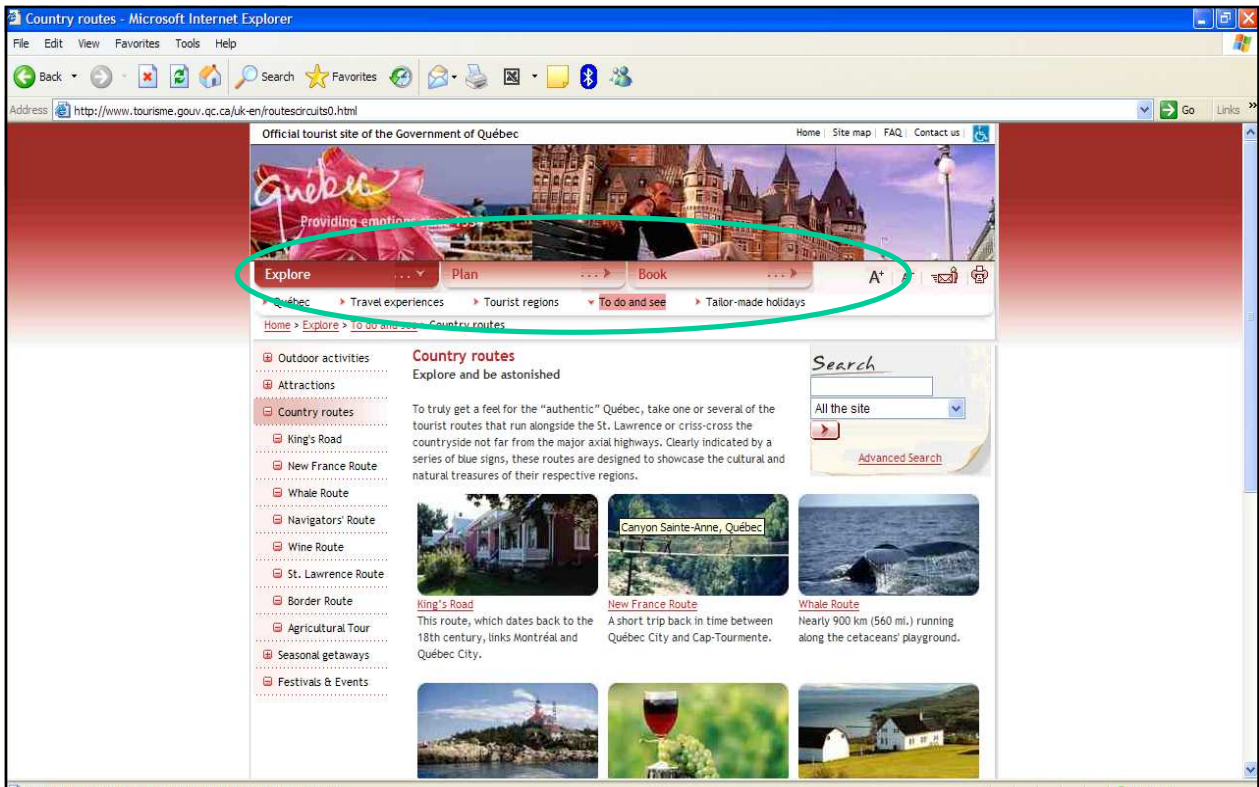 Country routes - Microsoft Internet Explorer
File Edit View Favorites Tools Help
Back Search Favorites
Address http://www.tourisme.gouv.qc.ca/uk-en/routescircuits0.html Go Links »
Official tourist site of the Government of Québec Home | Site map | FAQ | Contact us |
Québec
Providing emotions since
Explore ... Plan ... Book ...
A+ A-
Québec Travel experiences Tourist regions To do and see Tailor-made holidays
Home > Explore > To do and see > Country routes
Outdoor activities
Attractions
Country routes
King's Road
New France Route
Whale Route
Navigators' Route
Wine Route
St. Lawrence Route
Border Route
Agricultural Tour
Seasonal getaways
Festivals & Events
Country routes
Explore and be astonished
To truly get a feel for the “authentic” Québec, take one or several of the
tourist routes that run alongside the St. Lawrence or criss-cross the
countryside not far from the major axial highways. Clearly indicated by a
series of blue signs, these routes are designed to showcase the cultural and
natural treasures of their respective regions.
Search
All the site
Advanced Search
Canyon Sainte-Anne, Québec
King's Road
This route, which dates back to the
18th century, links Montréal and
Québec City.
New France Route
A short trip back in time between
Québec City and Cap-Tourmente.
Whale Route
Nearly 900 km (560 mi.) running
along the cetaceans' playground.